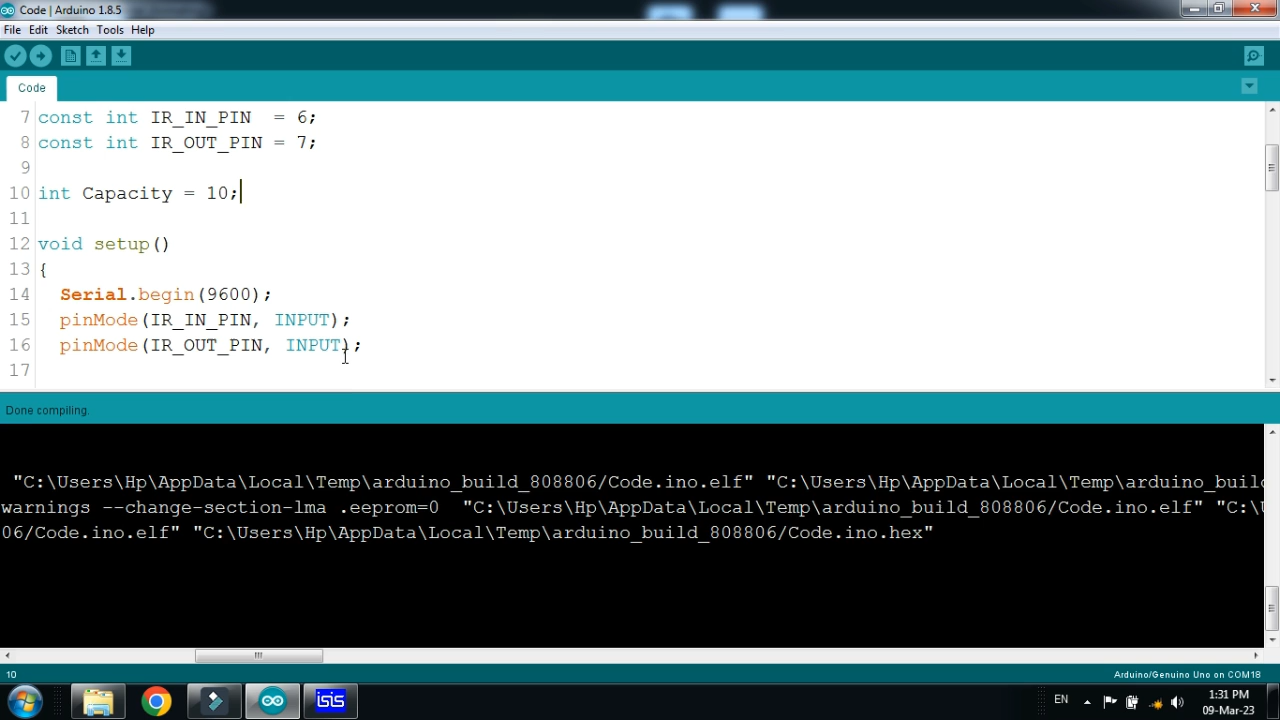 Code | Arduino 1.8.5
File Edit Sketch Tools Help
Code
7 const int IR_IN_PIN  = 6;
8 const int IR_OUT_PIN = 7;
9
10 int Capacity = 10;
11
12 void setup()
13 {
14   Serial.begin(9600);
15   pinMode(IR_IN_PIN, INPUT);
16   pinMode(IR_OUT_PIN, INPUT);
17
Done compiling.
"C:\Users\Hp\AppData\Local\Temp\arduino_build_808806/Code.ino.elf" "C:\Users\Hp\AppData\Local\Temp\arduino_build
warnings --change-section-lma .eeprom=0  "C:\Users\Hp\AppData\Local\Temp\arduino_build_808806/Code.ino.elf" "C:\U
06/Code.ino.elf" "C:\Users\Hp\AppData\Local\Temp\arduino_build_808806/Code.ino.hex"
10
Arduino/Genuino Uno on COM18
isis
EN
1:31 PM
09-Mar-23